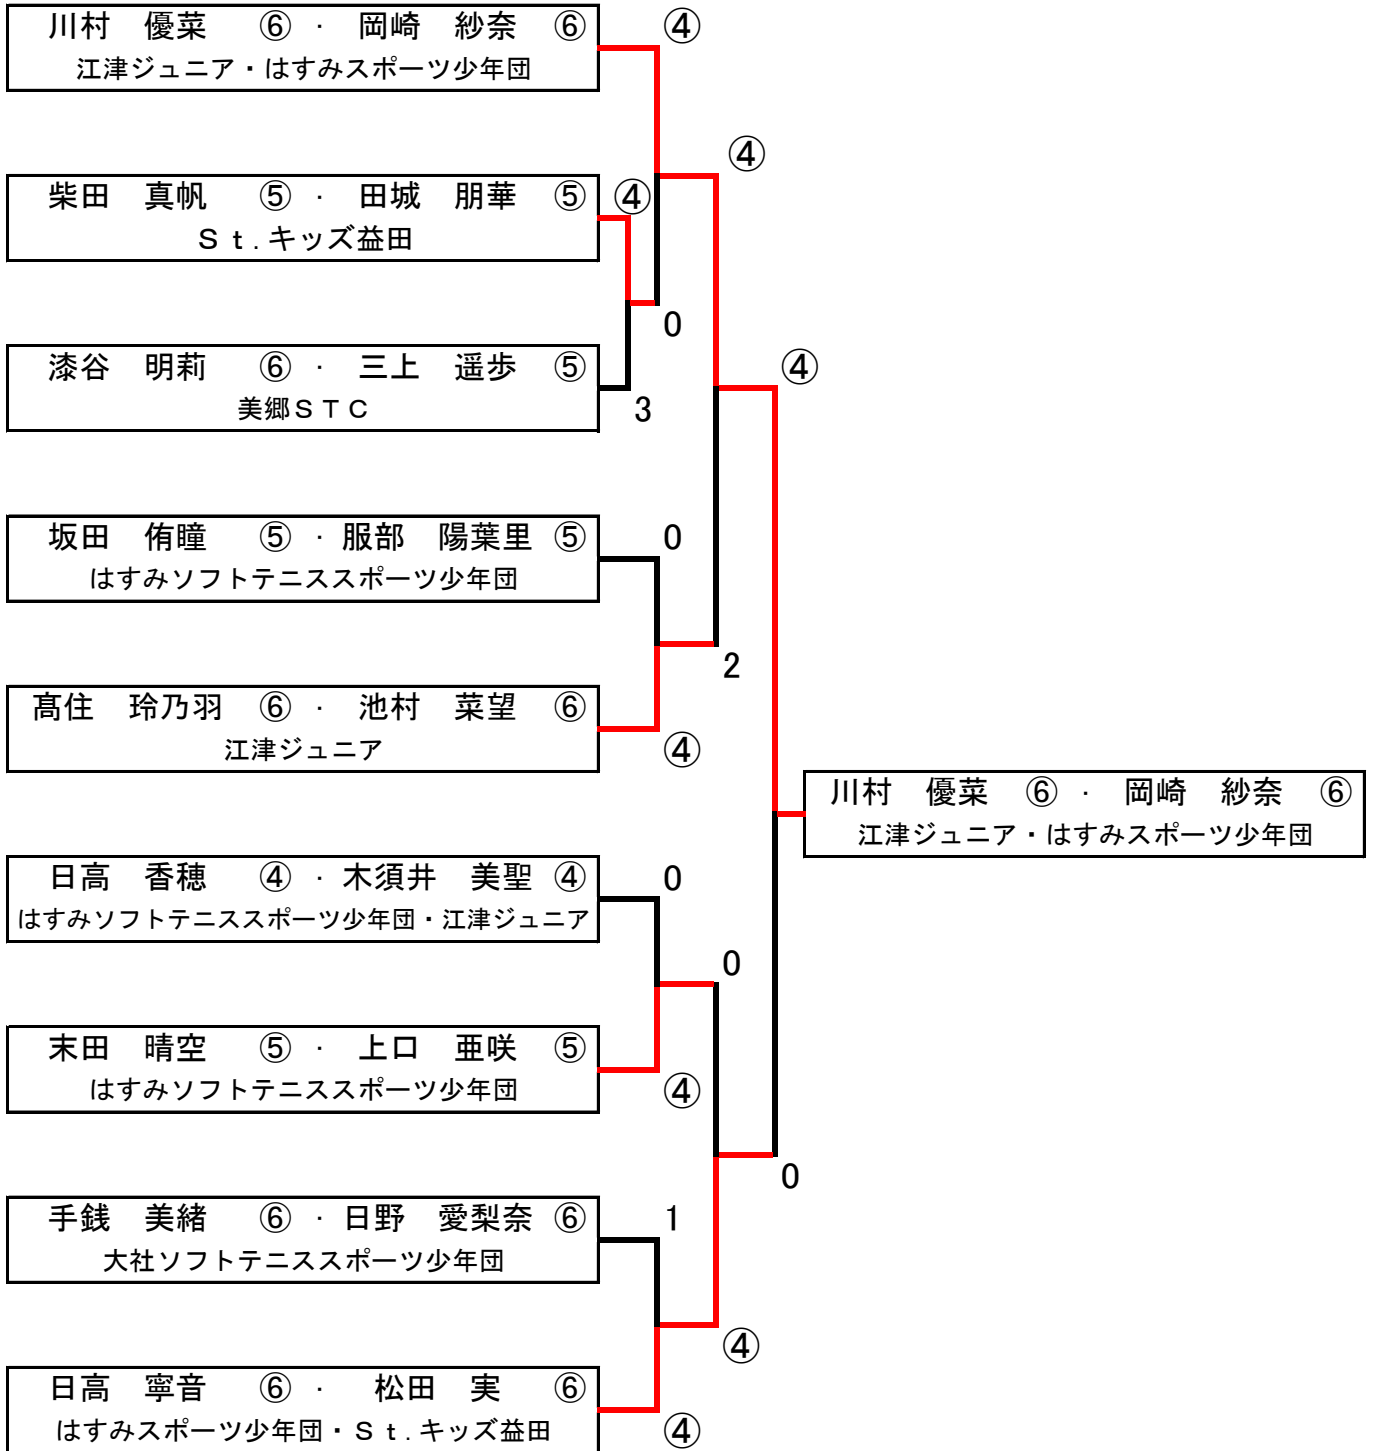 川村　優菜　⑥ ・ 岡崎　紗奈　⑥
江津ジュニア・はすみスポーツ少年団
④
④
柴田　真帆　⑤ ・ 田城　朋華　⑤
Ｓｔ.キッズ益田
④
0
漆谷　明莉　⑥ ・ 三上　遥歩　⑤
美郷ＳＴＣ
3
④
坂田　侑瞳　⑤ ・ 服部　陽葉里　⑤
はすみソフトテニススポーツ少年団
0
2
髙住　玲乃羽　⑥ ・ 池村　菜望　⑥
江津ジュニア
④
川村　優菜　⑥ ・ 岡崎　紗奈　⑥
江津ジュニア・はすみスポーツ少年団
日高　香穂　④ ・ 木須井　美聖　④
はすみソフトテニススポーツ少年団・江津ジュニア
0
0
末田　晴空　⑤ ・ 上口　亜咲　⑤
はすみソフトテニススポーツ少年団
④
0
手銭　美緒　⑥ ・ 日野　愛梨奈　⑥
大社ソフトテニススポーツ少年団
1
④
日高　寧音　⑥ ・ 松田　実　⑥
はすみスポーツ少年団・Ｓｔ.キッズ益田
④